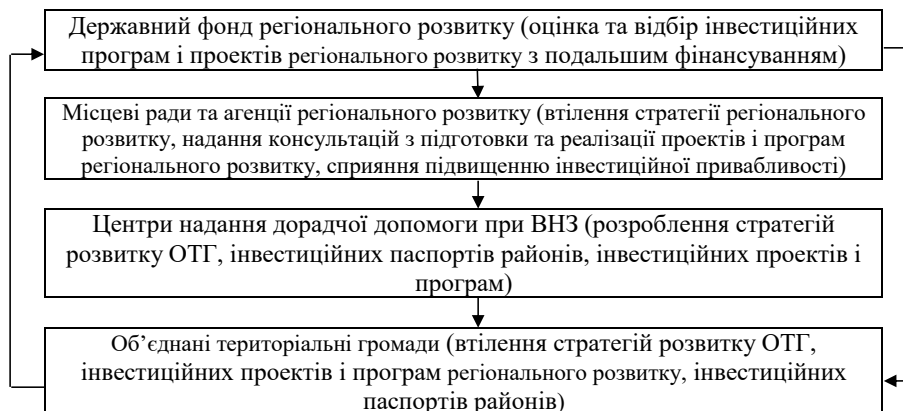 Державний фонд регіонального розвитку (оцінка та відбір інвестиційних
програм і проектів регіонального розвитку з подальшим фінансуванням)
Місцеві ради та агенції регіонального розвитку (втілення стратегії регіонального
розвитку, надання консультацій з підготовки та реалізації проектів і програм
регіонального розвитку, сприяння підвищенню інвестиційної привабливості)
Центри надання дорадчої допомоги при ВНЗ (розроблення стратегій
розвитку ОТГ, інвестиційних паспортів районів, інвестиційних проектів і
програм)
Об’єднані територіальні громади (втілення стратегій розвитку ОТГ,
інвестиційних проектів і програм регіонального розвитку, інвестиційних
паспортів районів)